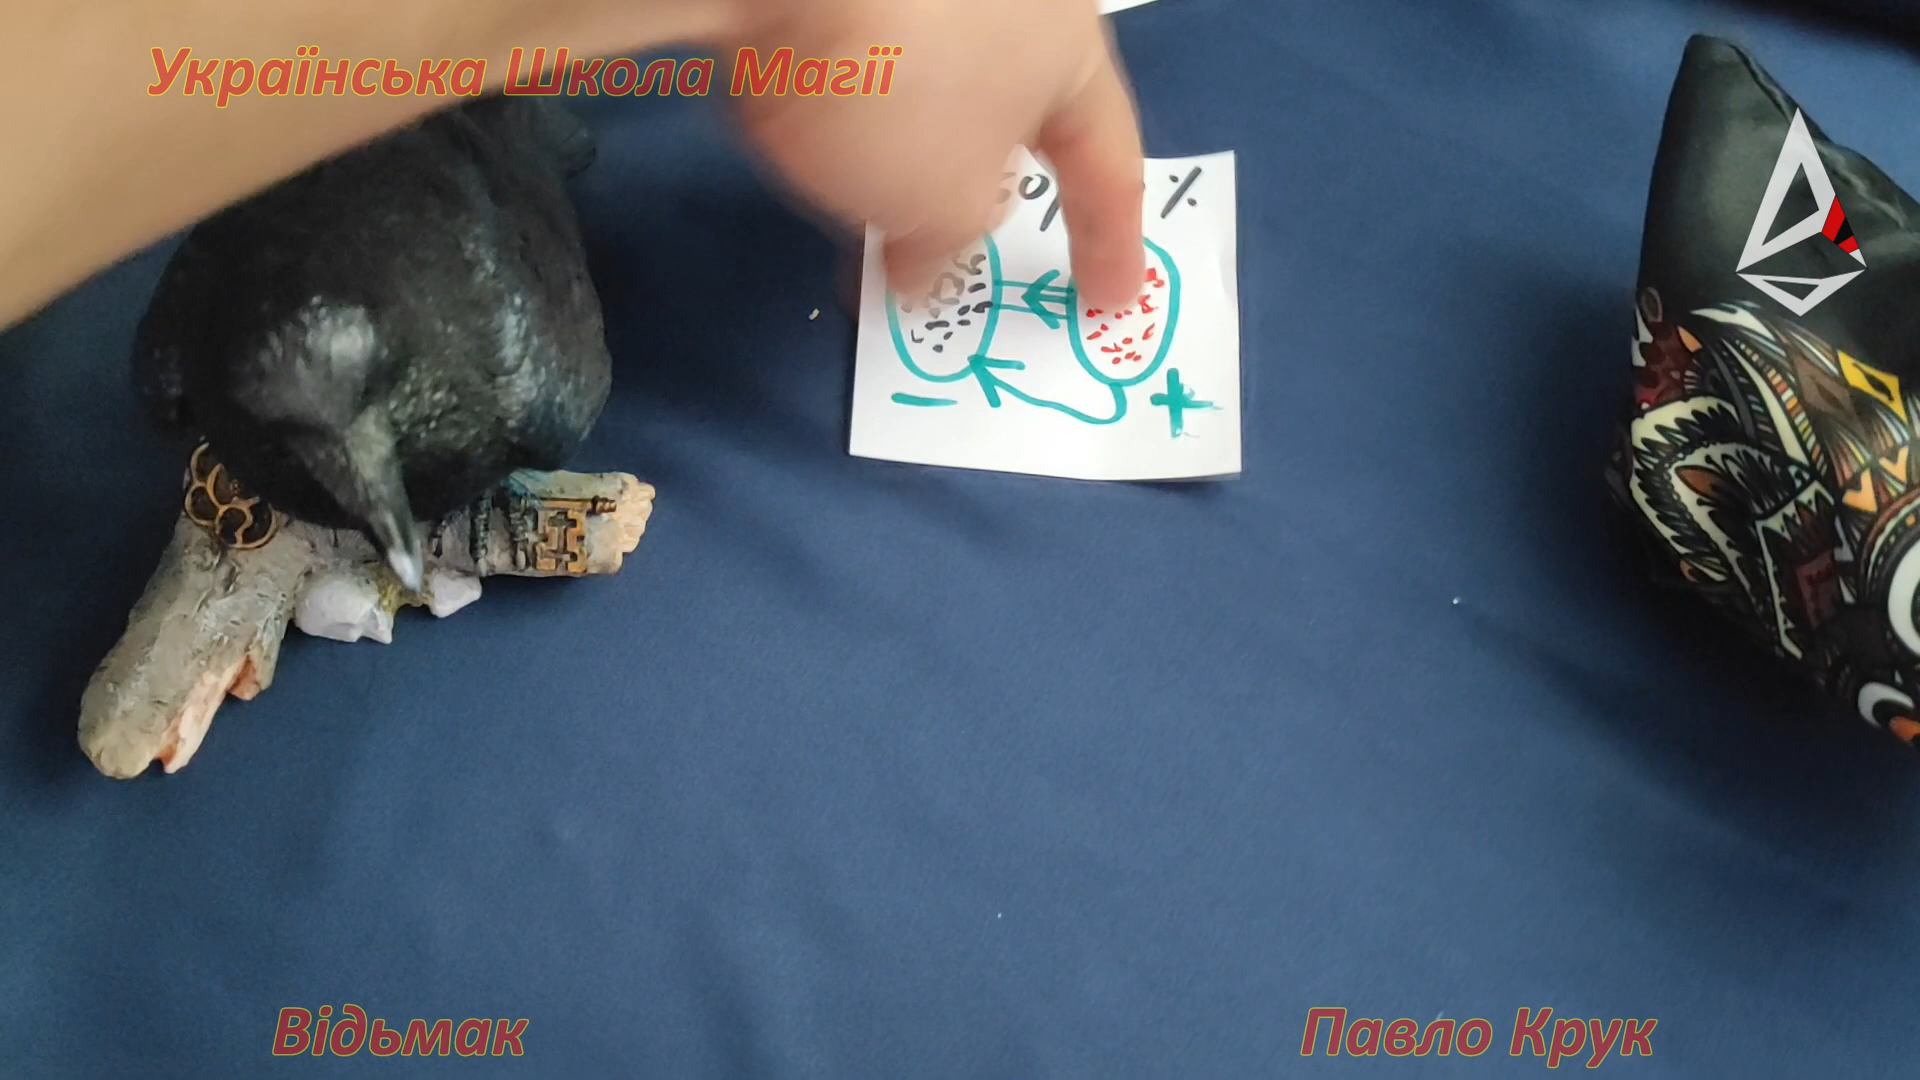 Українська Школа Магії
%
-
+
Відьмак
Павло Крук